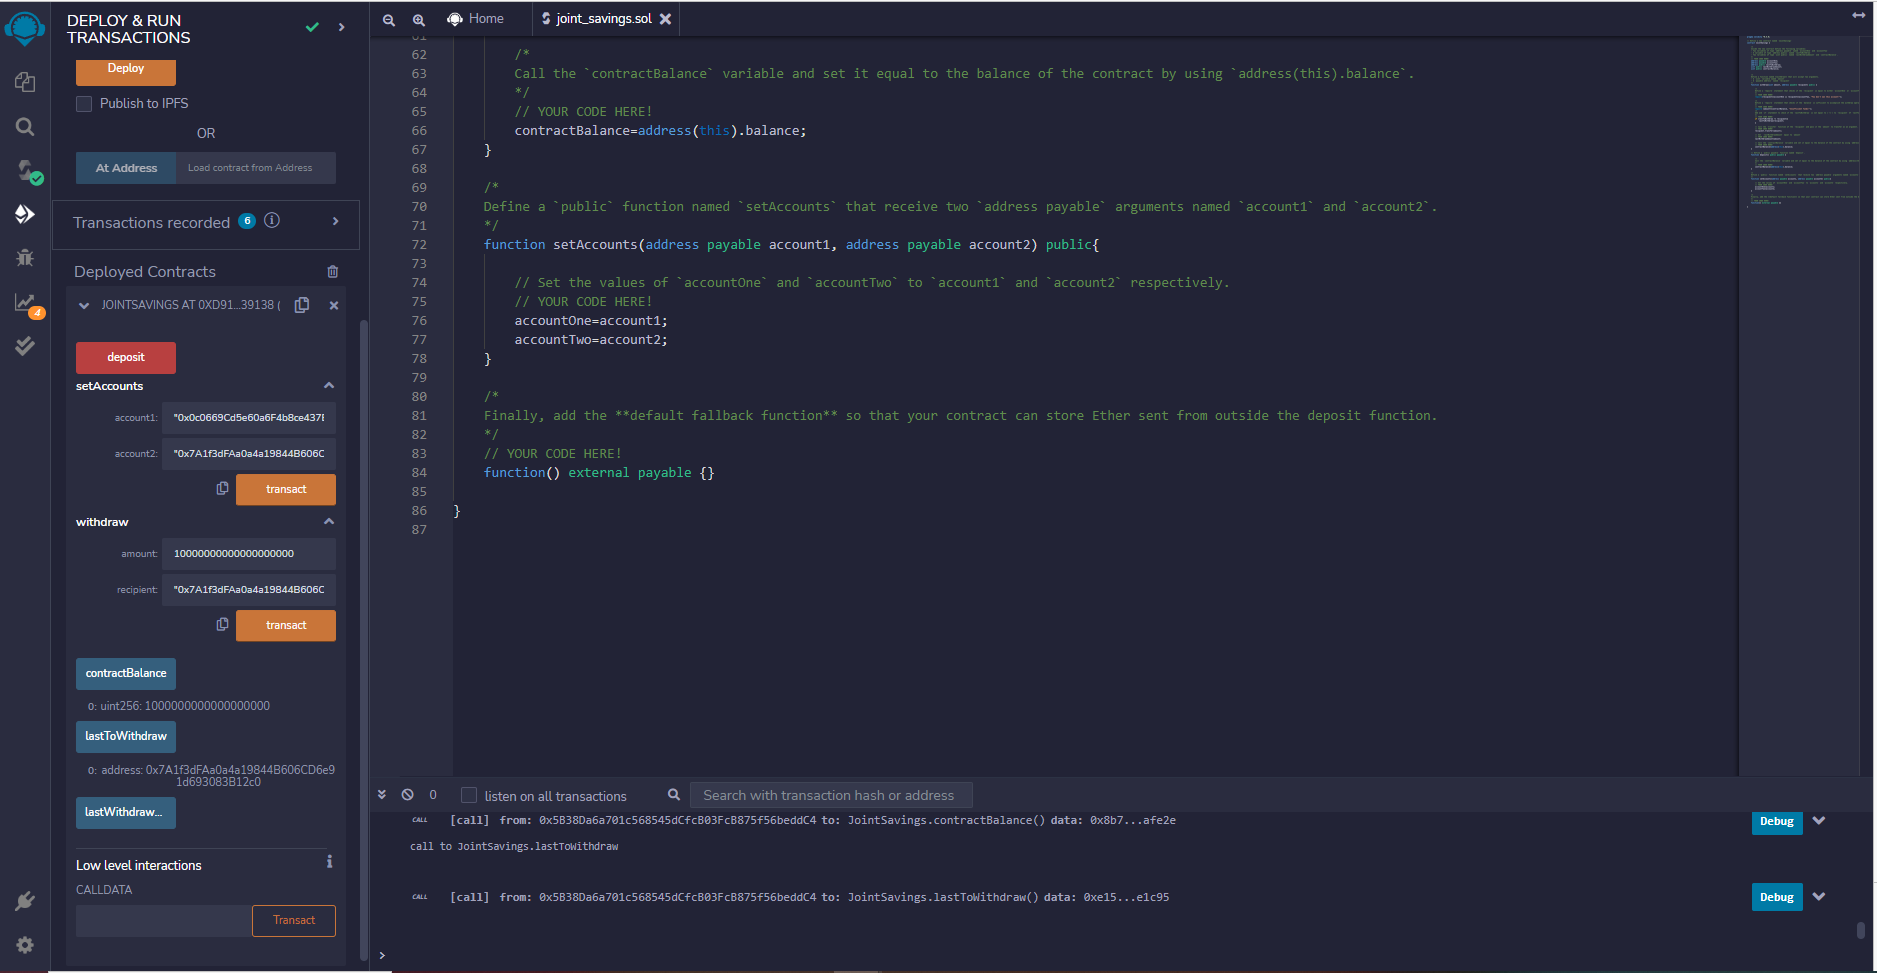 DEPLOY & RUN
TRANSACTIONS
Deploy
Publish to IPFS
OR
At Address
Load contract from Address
Transactions recorded 6
Deployed Contracts
JOINTSAVINGS AT 0XD91...39138 (
deposit
setAccounts
account1: "0x0c0669Cd5e60a6F4b8ce437
account2: "0x7A1f3dFAa0a4a19844B606C
transact
withdraw
amount: 10000000000000000000
recipient: "0x7A1f3dFAa0a4a19844B606C
transact
contractBalance
0: uint256: 1000000000000000000
lastToWithdraw
0: address: 0x7A1f3dFAa0a4a19844B606CD6e9
1d693083B12c0
lastWithdraw...
Low level interactions
CALLDATA
Transact
4
Home
joint_savings.sol
61
62 /*
63 Call the `contractBalance` variable and set it equal to the balance of the contract by using `address(this).balance`.
64 */
65 // YOUR CODE HERE!
66 contractBalance=address(this).balance;
67 }
68
69 /*
70 Define a `public` function named `setAccounts` that receive two `address payable` arguments named `account1` and `account2`.
71 */
72 function setAccounts(address payable account1, address payable account2) public{
73
74 // Set the values of `accountOne` and `accountTwo` to `account1` and `account2` respectively.
75 // YOUR CODE HERE!
76 accountOne=account1;
77 accountTwo=account2;
78 }
79
80 /*
81 Finally, add the **default fallback function** so that your contract can store Ether sent from outside the deposit function.
82 */
83 // YOUR CODE HERE!
84 function() external payable {}
85
86 }
87
0
listen on all transactions
Search with transaction hash or address
CALL [call] from: 0x5B38Da6a701c568545dCfcB03FcB875f56beddC4 to: JointSavings.contractBalance() data: 0x8b7...afe2e
Debug
call to JointSavings.lastToWithdraw
CALL [call] from: 0x5B38Da6a701c568545dCfcB03FcB875f56beddC4 to: JointSavings.lastToWithdraw() data: 0xe15...e1c95
Debug
>